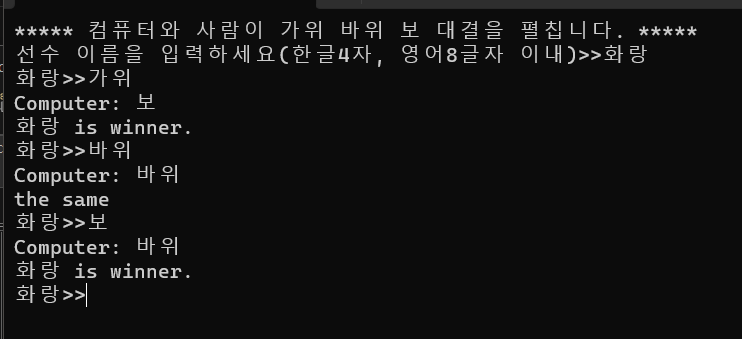 ***** 컴퓨터와 사람이 가위 바위 보 대결을 펼칩니다. *****
선수 이름을 입력하세요(한글4자, 영어8글자 이내)>>화랑
화랑>>가위
Computer: 보
화랑 is winner.
화랑>>바위
Computer: 바위
the same
화랑>>보
Computer: 바위
화랑 is winner.
화랑>>